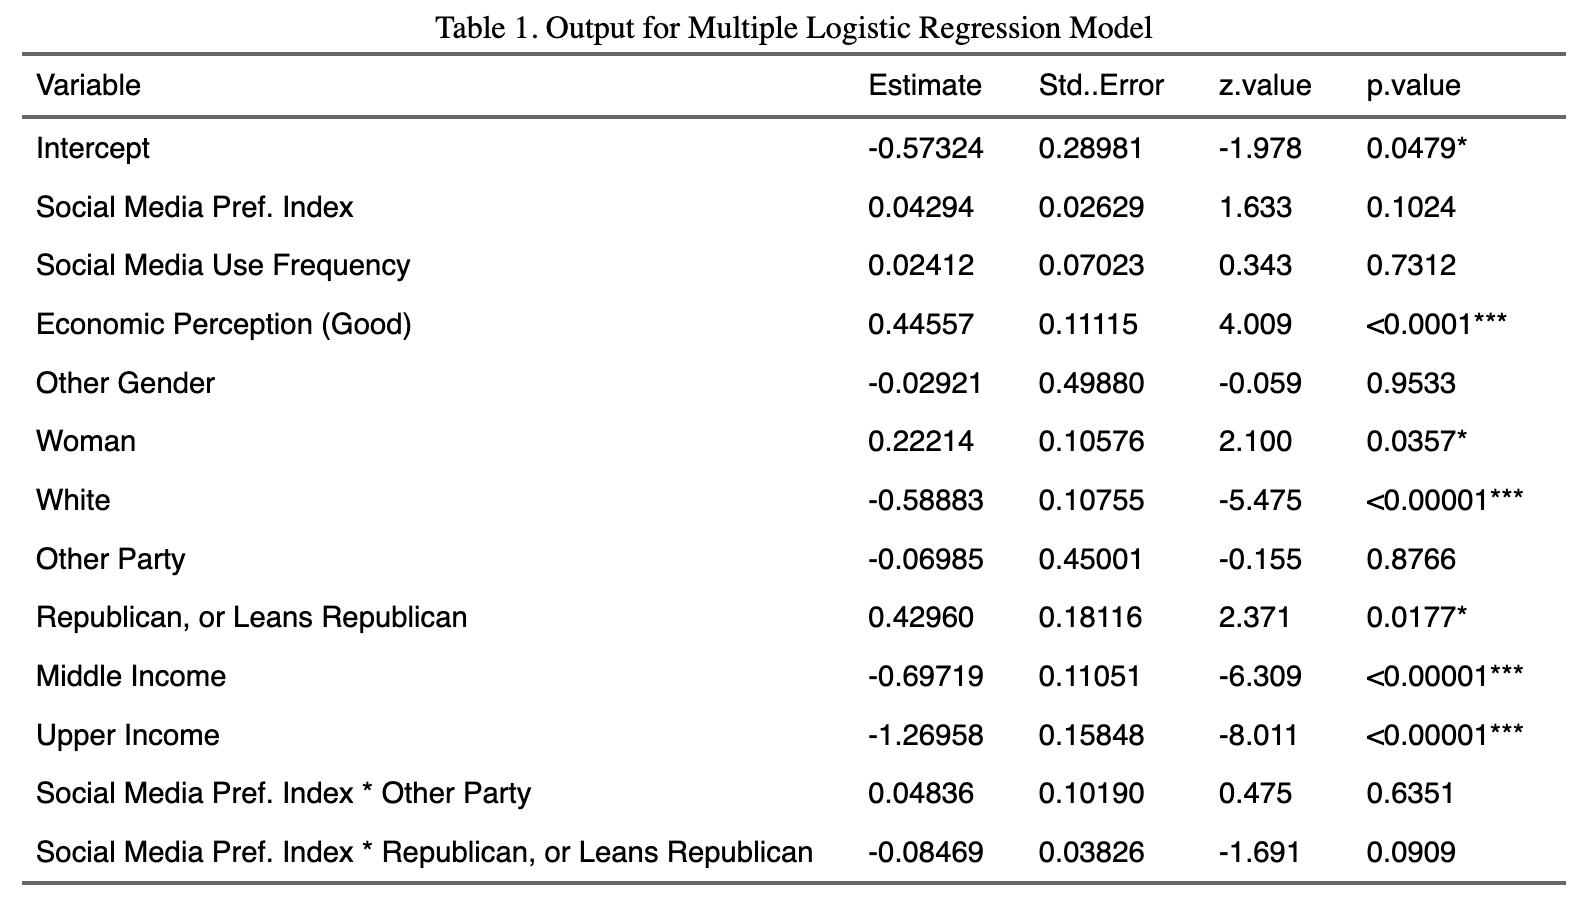 Table 1. Output for Multiple Logistic Regression Model
Variable Estimate Std..Error z.value p.value
Intercept -0.57324 0.28981 -1.978 0.0479*
Social Media Pref. Index 0.04294 0.02629 1.633 0.1024
Social Media Use Frequency 0.02412 0.07023 0.343 0.7312
Economic Perception (Good) 0.44557 0.11115 4.009 <0.0001***
Other Gender -0.02921 0.49880 -0.059 0.9533
Woman 0.22214 0.10576 2.100 0.0357*
White -0.58883 0.10755 -5.475 <0.00001***
Other Party -0.06985 0.45001 -0.155 0.8766
Republican, or Leans Republican 0.42960 0.18116 2.371 0.0177*
Middle Income -0.69719 0.11051 -6.309 <0.00001***
Upper Income -1.26958 0.15848 -8.011 <0.00001***
Social Media Pref. Index * Other Party 0.04836 0.10190 0.475 0.6351
Social Media Pref. Index * Republican, or Leans Republican -0.08469 0.03826 -1.691 0.0909